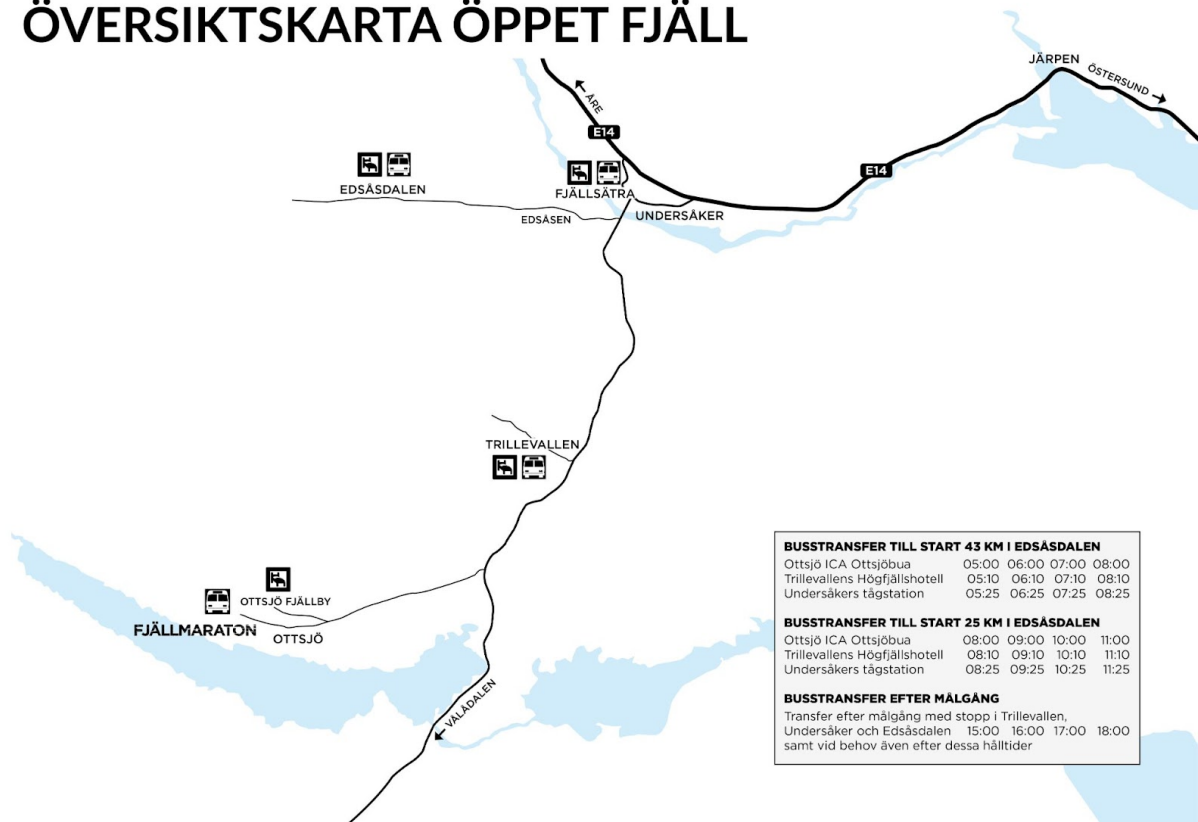 ÖVERSIKTSKARTA ÖPPET FJÄLL
JÄRPEN
ÖSTERSUND
ÅRE
E14
E14
EDSÅSDALEN
FJÄLLSÄTRA
EDSÅSEN
UNDERSÅKER
TRILLEVALLEN
OTTSJÖ FJÄLLBY
FJÄLLMARATON
OTTSJÖ
VÅLÅDALEN
BUSSTRANSFER TILL START 43 KM I EDSÅSDALEN
Ottsjö ICA Ottsjöbua 05:00 06:00 07:00 08:00
Trillevallens Högfjällshotell 05:10 06:10 07:10 08:10
Undersåkers tågstation 05:25 06:25 07:25 08:25
BUSSTRANSFER TILL START 25 KM I EDSÅSDALEN
Ottsjö ICA Ottsjöbua 08:00 09:00 10:00 11:00
Trillevallens Högfjällshotell 08:10 09:10 10:10 11:10
Undersåkers tågstation 08:25 09:25 10:25 11:25
BUSSTRANSFER EFTER MÅLGÅNG
Transfer efter målgång med stopp i Trillevallen,
Undersåker och Edsåsdalen 15:00 16:00 17:00 18:00
samt vid behov även efter dessa hålltider